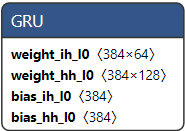 GRU
weight_ih_l0 〈384×64〉
weight_hh_l0 〈384×128〉
bias_ih_l0 〈384〉
bias_hh_l0 〈384〉